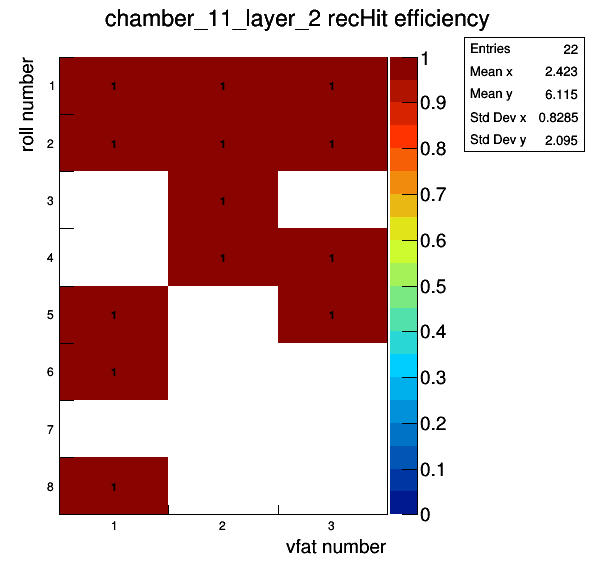 chamber_11_layer_2 recHit efficiency
Entries 22
Mean x 2.423
Mean y 6.115
Std Dev x 0.8285
Std Dev y 2.095
roll number
1 1 1 1
2 1 1 1
3 1
4 1 1
5 1 1
6 1
7
8 1
1 2 3
vfat number
1
0.9
0.8
0.7
0.6
0.5
0.4
0.3
0.2
0.1
0